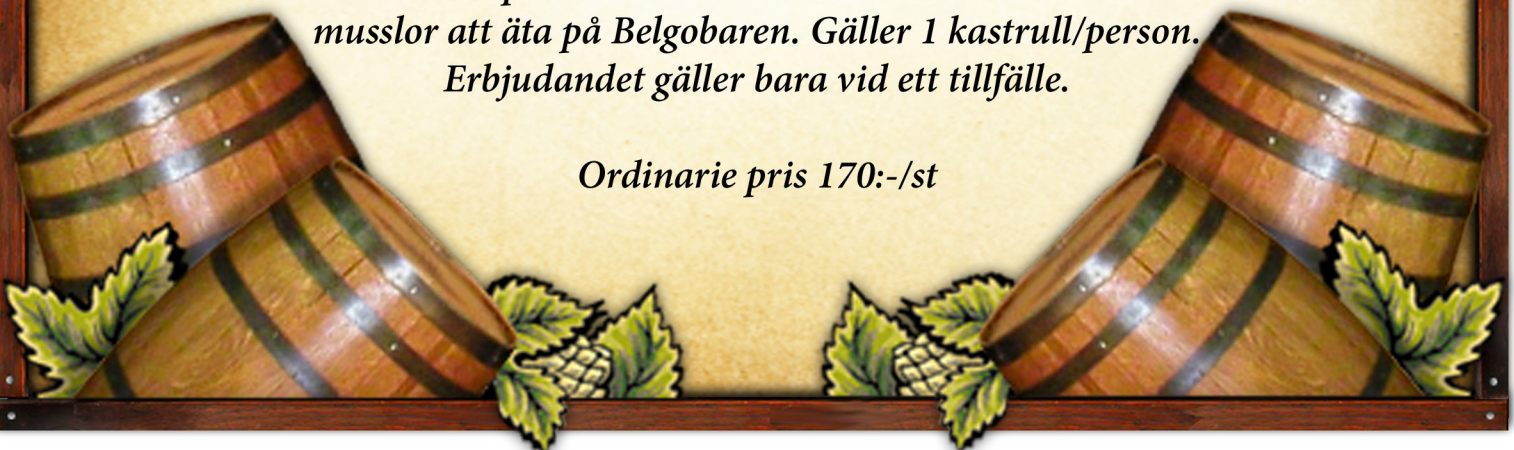 musslor att äta på Belgobaren. Gäller 1 kastrull/person.
Erbjudandet gäller bara vid ett tillfälle.
Ordinarie pris 170:-/st